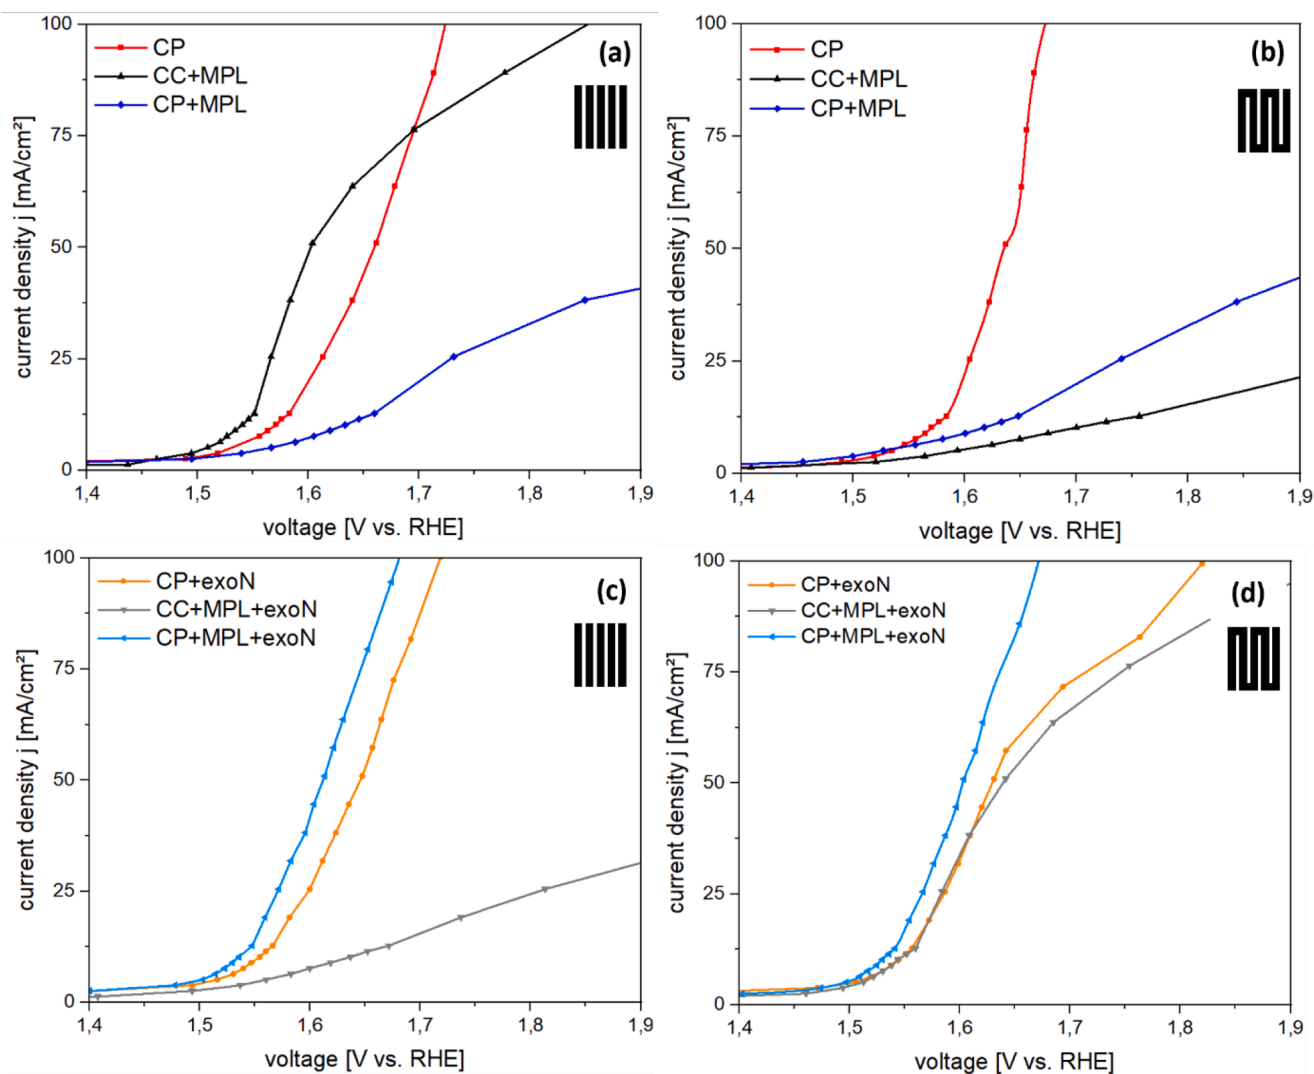 100
75
50
25
0
current density j [mA/cm²]
CP
CC+MPL
CP+MPL
(a)
1,4 1,5 1,6 1,7 1,8 1,9
voltage [V vs. RHE]
100
75
50
25
0
current density j [mA/cm²]
CP
CC+MPL
CP+MPL
(b)
1,4 1,5 1,6 1,7 1,8 1,9
voltage [V vs. RHE]
100
75
50
25
0
current density j [mA/cm²]
CP+exoN
CC+MPL+exoN
CP+MPL+exoN
(c)
1,4 1,5 1,6 1,7 1,8 1,9
voltage [V vs. RHE]
100
75
50
25
0
current density j [mA/cm²]
CP+exoN
CC+MPL+exoN
CP+MPL+exoN
(d)
1,4 1,5 1,6 1,7 1,8 1,9
voltage [V vs. RHE]